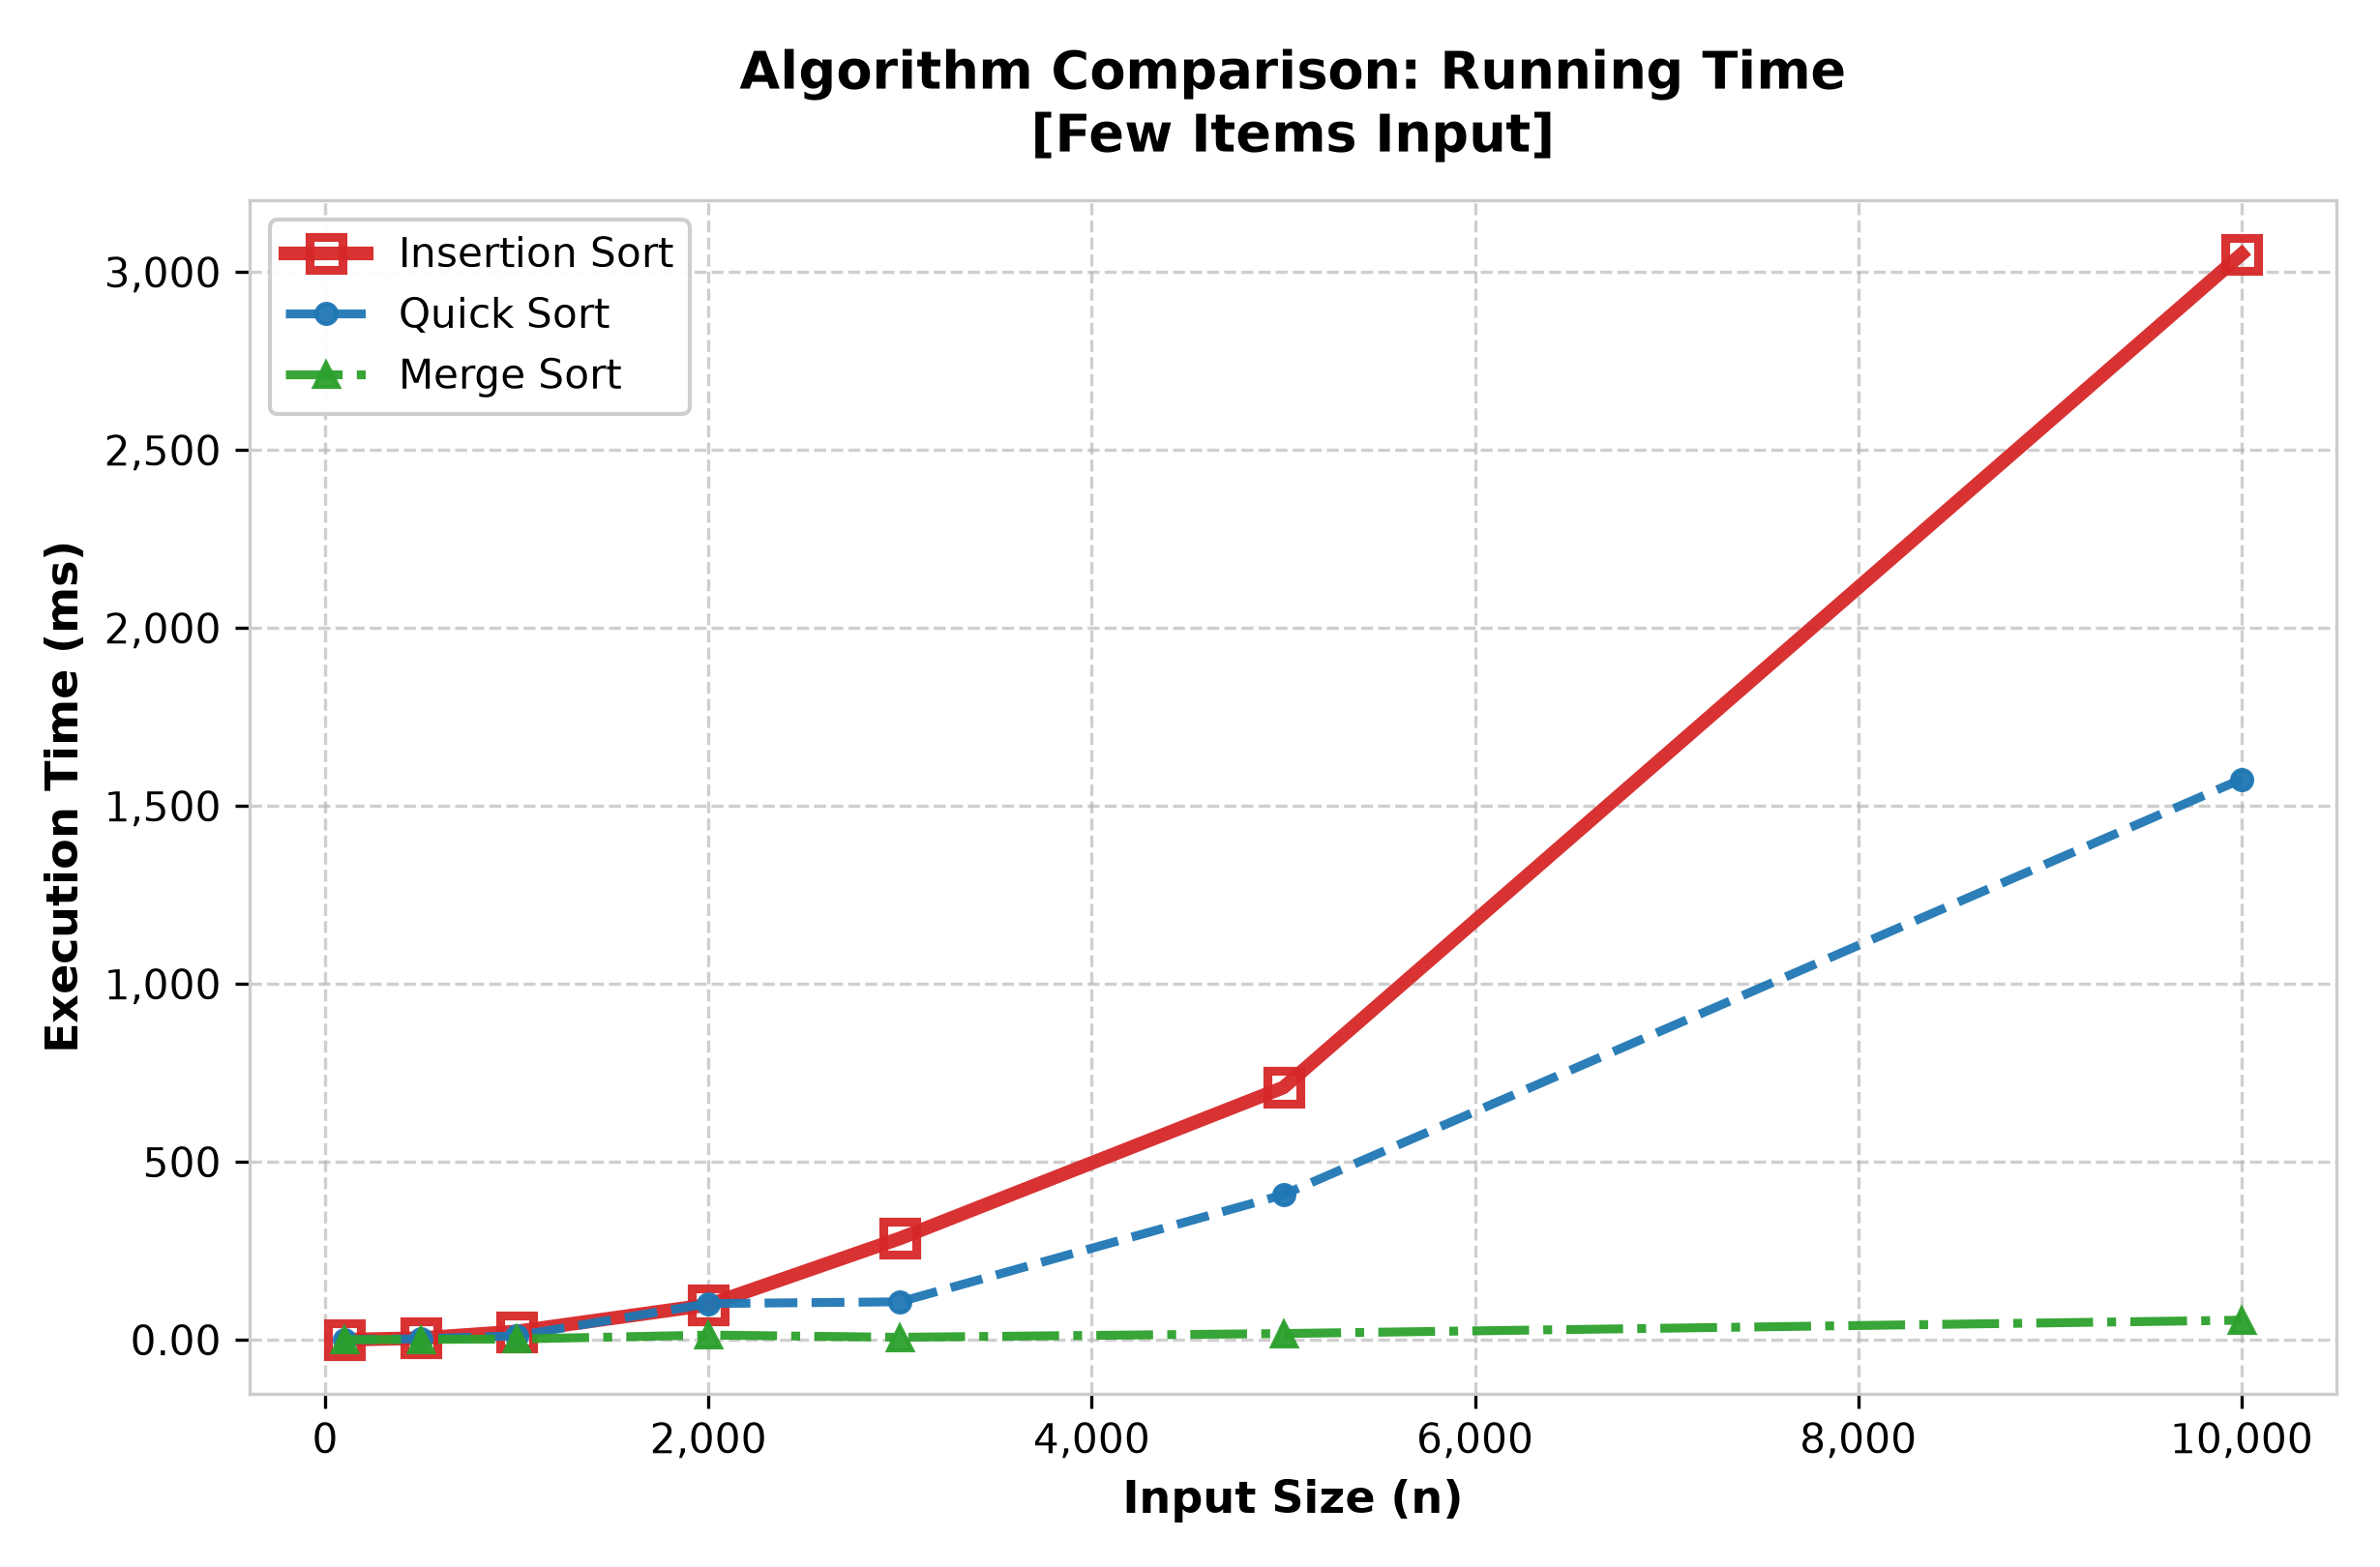 Algorithm Comparison: Running Time
[Few Items Input]
Insertion Sort
Quick Sort
Merge Sort
3,000
2,500
2,000
1,500
1,000
500
0.00
Execution Time (ms)
0
2,000
4,000
6,000
8,000
10,000
Input Size (n)